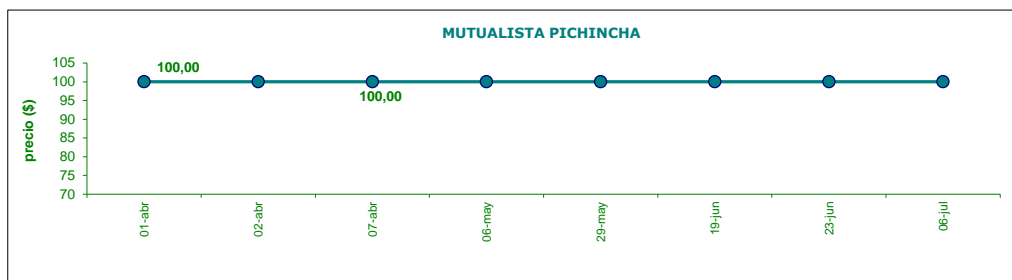 MUTUALISTA PICHINCHA
precio ($)
105
100
95
90
85
80
75
70
100,00
100,00
01-abr
02-abr
07-abr
06-may
29-may
19-jun
23-jun
06-jul